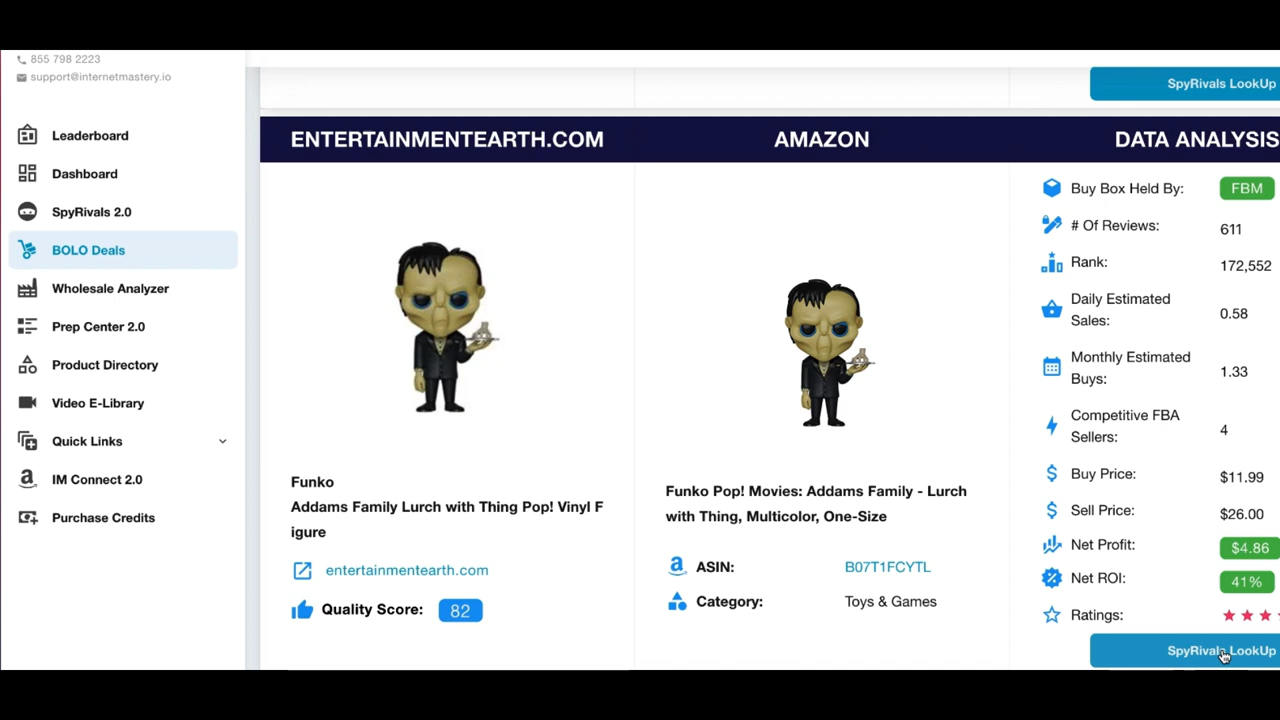 855 798 2223
support@internetmastery.io
Leaderboard
Dashboard
SpyRivals 2.0
BOLO Deals
Wholesale Analyzer
Prep Center 2.0
Product Directory
Video E-Library
Quick Links
IM Connect 2.0
Purchase Credits
SpyRivals LookUp
ENTERTAINMENTEARTH.COM
AMAZON
DATA ANALYSIS
Funko
Addams Family Lurch with Thing Pop! Vinyl F
igure
entertainmentearth.com
Quality Score: 82
Funko Pop! Movies: Addams Family - Lurch
with Thing, Multicolor, One-Size
ASIN: B07T1FCYTL
Category: Toys & Games
Buy Box Held By: FBM
# Of Reviews: 611
Rank: 172,552
Daily Estimated
Sales: 0.58
Monthly Estimated
Buys: 1.33
Competitive FBA
Sellers: 4
Buy Price: $11.99
Sell Price: $26.00
Net Profit: $4.86
Net ROI: 41%
Ratings:
SpyRivals LookUp